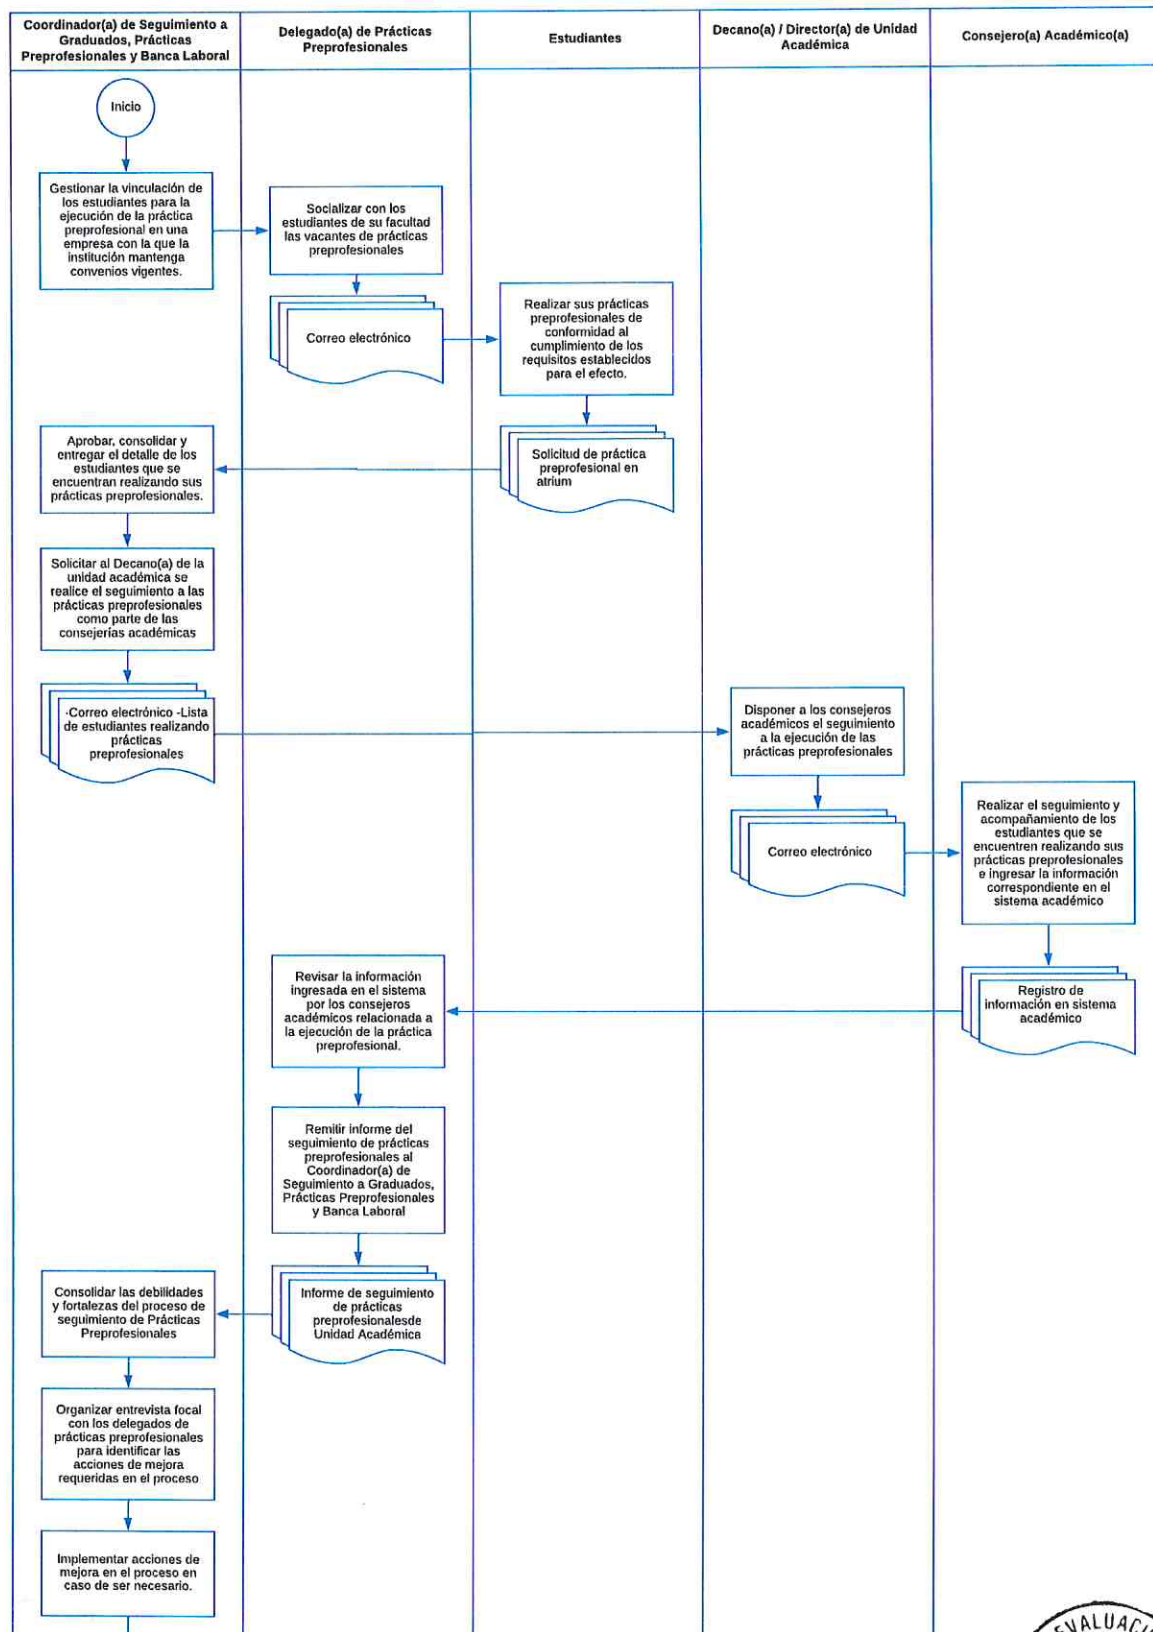 Coordinador(a) de Seguimiento a
Graduados, Prácticas
Preprofesionales y Banca Laboral
Delegado(a) de Prácticas
Preprofesionales
Estudiantes
Decano(a) / Director(a) de Unidad
Académica
Consejero(a) Académico(a)
Inicio
Gestionar la vinculación de
los estudiantes para la
ejecución de la práctica
preprofesional en una
empresa con la que la
institución mantenga
convenios vigentes.
Socializar con los
estudiantes de su facultad
las vacantes de prácticas
preprofesionales
Correo electrónico
Realizar sus prácticas
preprofesionales de
conformidad al
cumplimiento de los
requisitos establecidos
para el efecto.
Solicitud de práctica
preprofesional en
atrium
Aprobar, consolidar y
entregar el detalle de los
estudiantes que se
encuentran realizando sus
prácticas preprofesionales.
Solicitar al Decano(a) de la
unidad académica se
realice el seguimiento a las
prácticas preprofesionales
como parte de las
consejerías académicas
-Correo electrónico -Lista
de estudiantes realizando
prácticas
preprofesionales
Disponer a los consejeros
académicos el seguimiento
a la ejecución de las
prácticas preprofesionales
Correo electrónico
Realizar el seguimiento y
acompañamiento de los
estudiantes que se
encuentren realizando sus
prácticas preprofesionales
e ingresar la información
correspondiente en el
sistema académico
Registro de
información en sistema
académico
Revisar la información
ingresada en el sistema
por los consejeros
académicos relacionada a
la ejecución de la práctica
preprofesional.
Remitir informe del
seguimiento de prácticas
preprofesionales al
Coordinador(a) de
Seguimiento a Graduados,
Prácticas Preprofesionales
y Banca Laboral
Informe de seguimiento
de prácticas
preprofesionalesde
Unidad Académica
Consolidar las debilidades
y fortalezas del proceso de
seguimiento de Prácticas
Preprofesionales
Organizar entrevista focal
con los delegados de
prácticas preprofesionales
para identificar las
acciones de mejora
requeridas en el proceso
Implementar acciones de
mejora en el proceso en
caso de ser necesario.